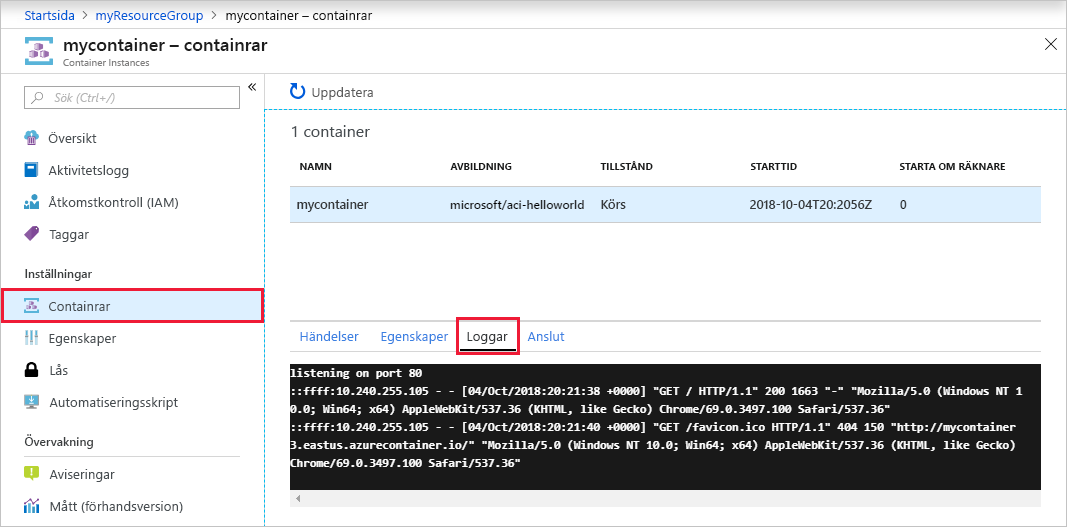 Startsida > myResourceGroup > mycontainer – containrar
mycontainer – containrar
Container Instances
Sök (Ctrl+/)
Översikt
Aktivitetslogg
Åtkomstkontroll (IAM)
Taggar
Inställningar
Containrar
Egenskaper
Lås
Automatiseringsskript
Övervakning
Aviseringar
Mått (förhandsversion)
Uppdatera
1 container
NAMN AVBILDNING TILLSTÅND STARTTID STARTA OM RÄKNARE
mycontainer microsoft/aci-helloworld Körs 2018-10-04T20:2056Z 0
Händelser Egenskaper Loggar Anslut
listening on port 80
::ffff:10.240.255.105 - - [04/Oct/2018:20:21:38 +0000] "GET / HTTP/1.1" 200 1663 "-" "Mozilla/5.0 (Windows NT 1
0.0; Win64; x64) AppleWebKit/537.36 (KHTML, like Gecko) Chrome/69.0.3497.100 Safari/537.36"
::ffff:10.240.255.105 - - [04/Oct/2018:20:21:40 +0000] "GET /favicon.ico HTTP/1.1" 404 150 "http://mycontainer
3.eastus.azurecontainer.io/" "Mozilla/5.0 (Windows NT 10.0; Win64; x64) AppleWebKit/537.36 (KHTML, like Gecko)
Chrome/69.0.3497.100 Safari/537.36"